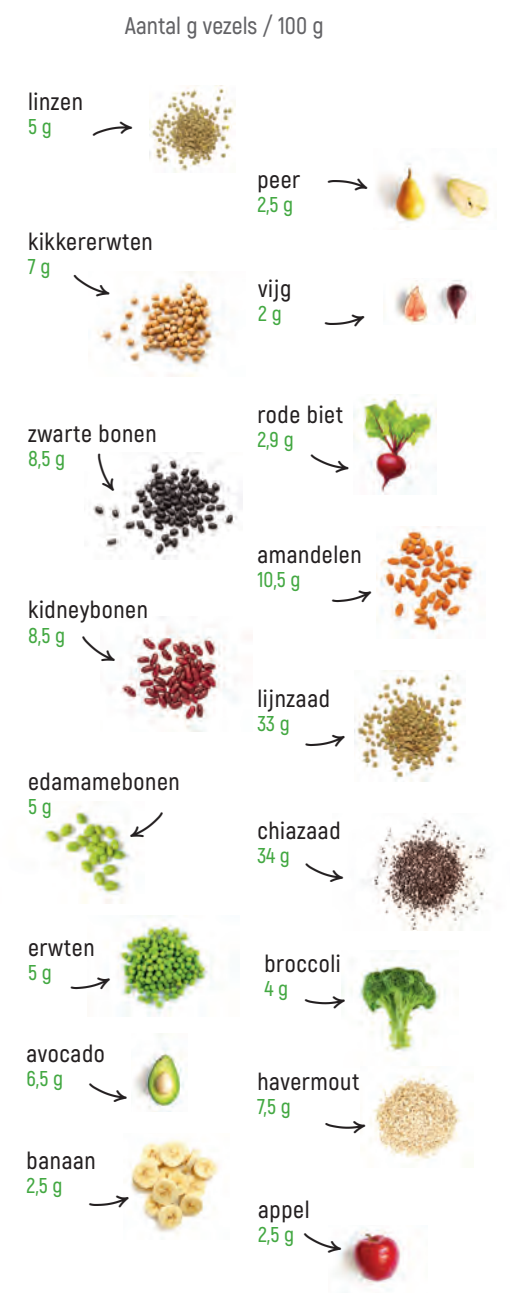 Aantal g vezels / 100 g
linzen
5 g
kikkererwten
7 g
zwarte bonen
8,5 g
kidneybonen
8,5 g
edamamebonen
5 g
erwten
5 g
avocado
6,5 g
banaan
2,5 g
peer
2,5 g
vijg
2 g
rode biet
2,9 g
amandelen
10,5 g
lijnzaad
33 g
chiazaad
34 g
broccoli
4 g
havermout
7,5 g
appel
2,5 g